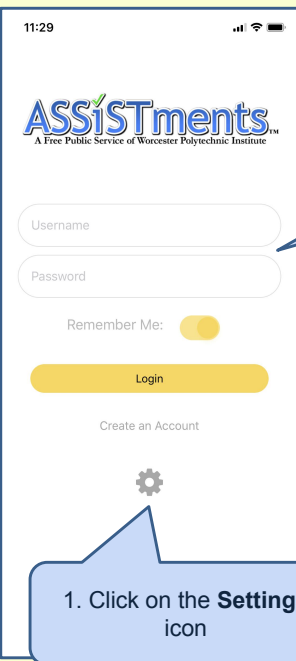 11:29
ASSiSTments TM
A Free Public Service of Worcester Polytechnic Institute
Username
Password
Remember Me:
Login
Create an Account
1. Click on the Setting
icon